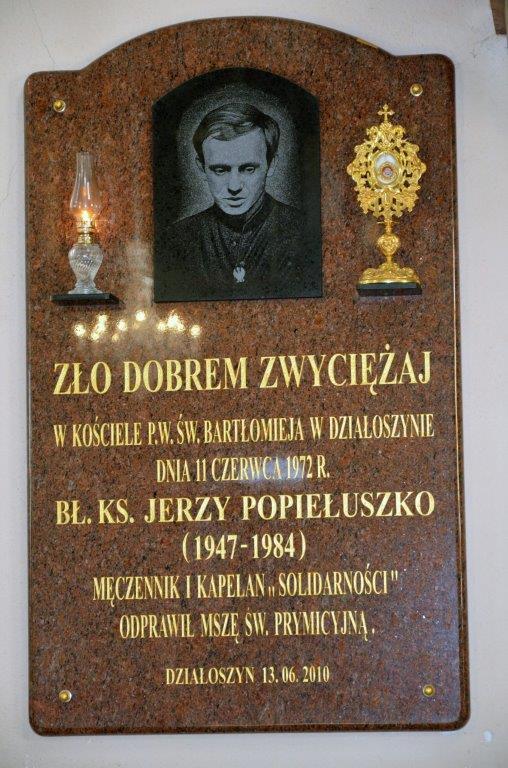 ZŁO DOBREM ZWYCIĘŻAJ
W KOŚCIELE P.W. ŚW. BARTŁOMIEJA W DZIAŁOSZYNIE
DNIA 11 CZERWCA 1972 R.
BŁ. KS. JERZY POPIEŁUSZKO
(1947-1984)
MĘCZENNIK I KAPELAN „SOLIDARNOŚCI"
ODPRAWIŁ MSZĘ ŚW. PRYMICYJNĄ.
DZIAŁOSZYN 13.06.2010